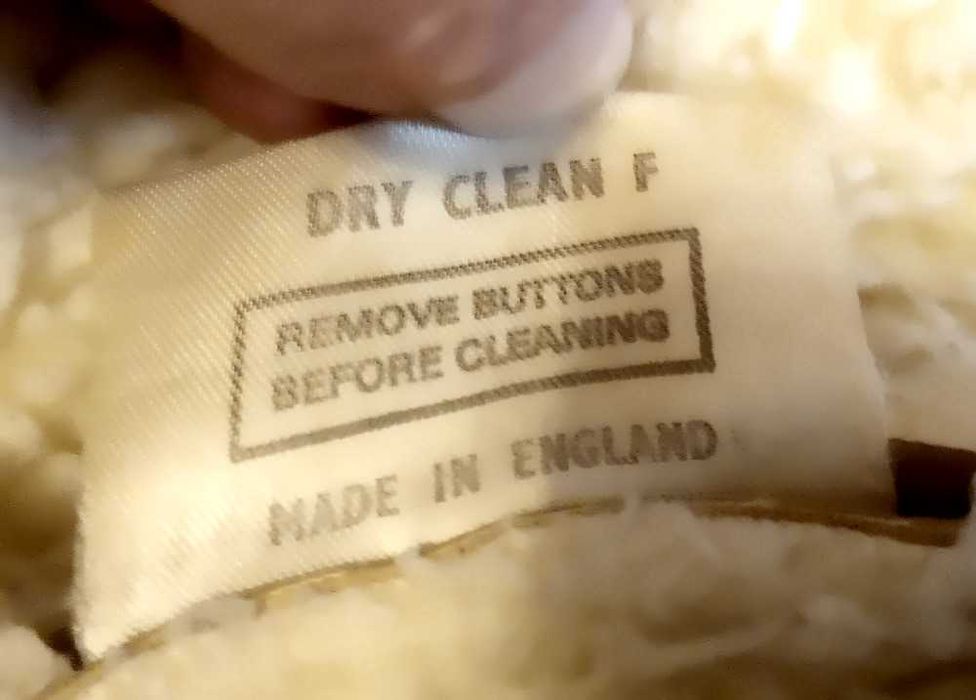 DRY CLEAN F
REMOVE BUTTONS
BEFORE CLEANING
MADE IN ENGLAND